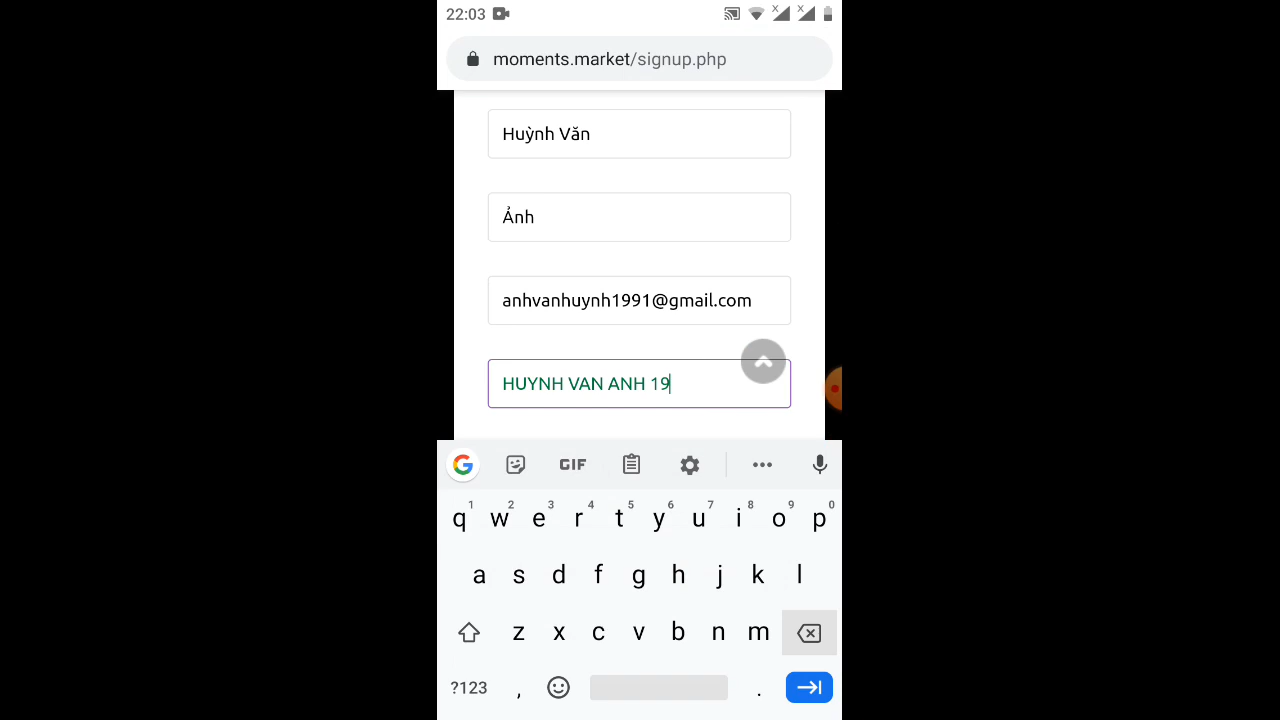 22:03
moments.market/signup.php
Huỳnh Văn
Ảnh
anhvanhuynh1991@gmail.com
HUYNH VAN ANH 19
G GIF
1 2 3 4 5 6 7 8 9 0
q w e r t y u i o p
a s d f g h j k l
z x c v b n m
?123 , .